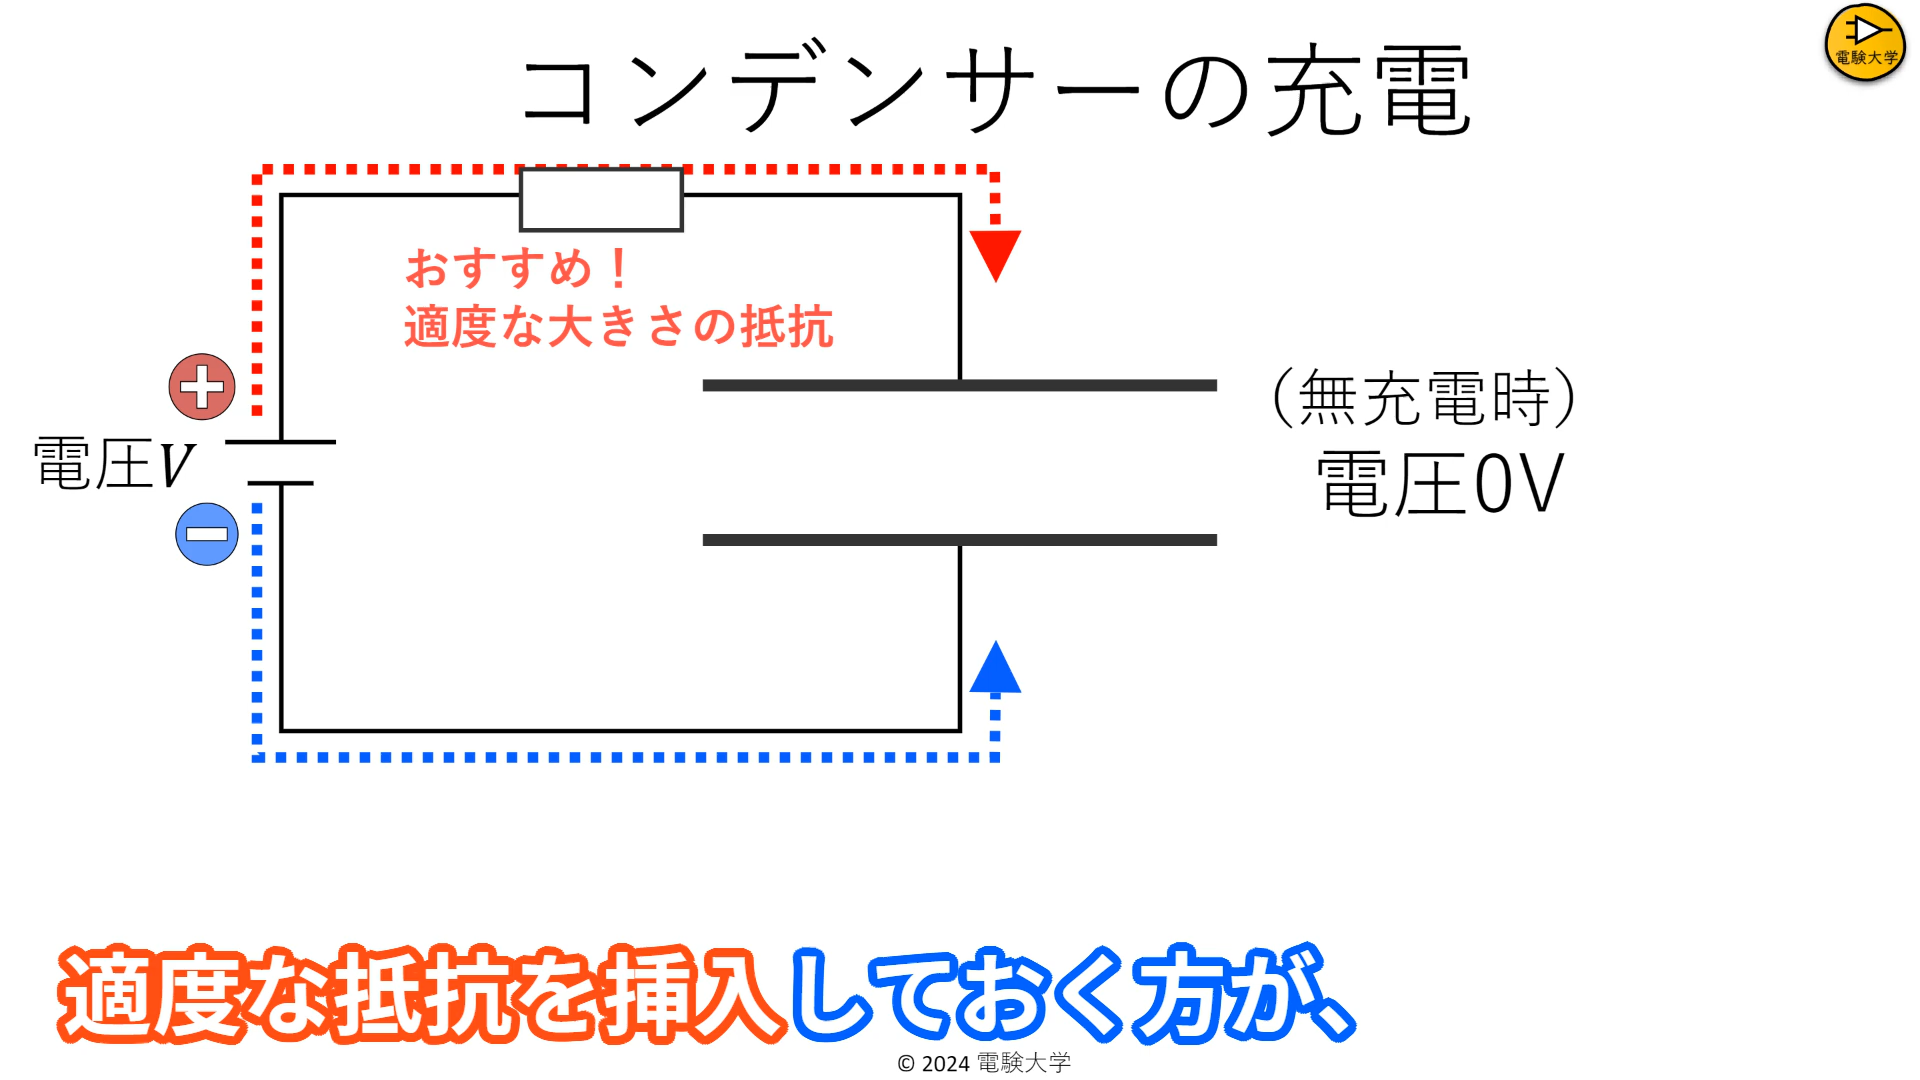 コンデンサーの充電
電験大学
おすすめ！
適度な大きさの抵抗
（無充電時）
電圧V
電圧0V
適度な抵抗を挿入しておく方が、
© 2024 電験大学